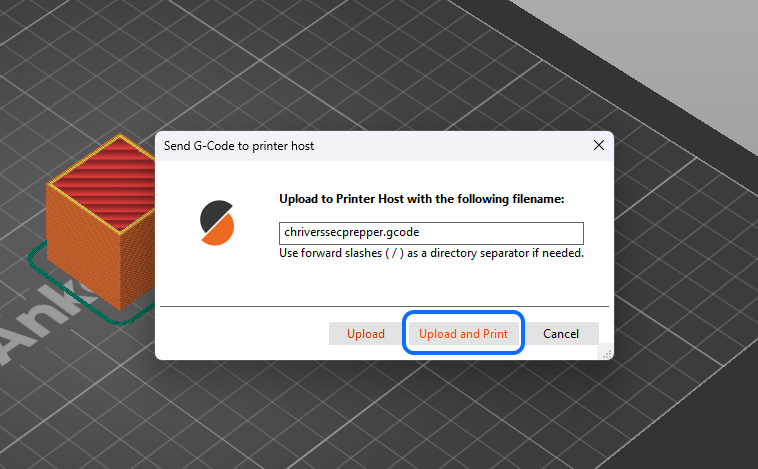 Send G-Code to printer host
Upload to Printer Host with the following filename:
chriverssecprepper.gcode
Use forward slashes ( / ) as a directory separator if needed.
Upload
Upload and Print
Cancel
Ank